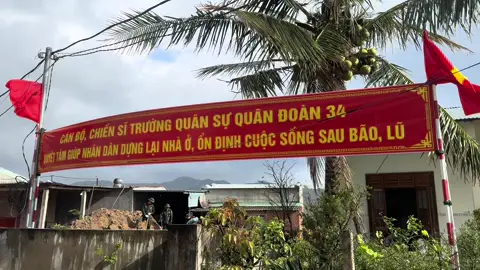 CÁN BỘ, CHIẾN SĨ TRƯỜNG QUÂN SỰ QUÂN ĐOÀN 34
QUYẾT TÂM GIÚP NHÂN DÂN DỰNG LẠI NHÀ Ở, ỔN ĐỊNH CUỘC SỐNG SAU BÃO, LŨ